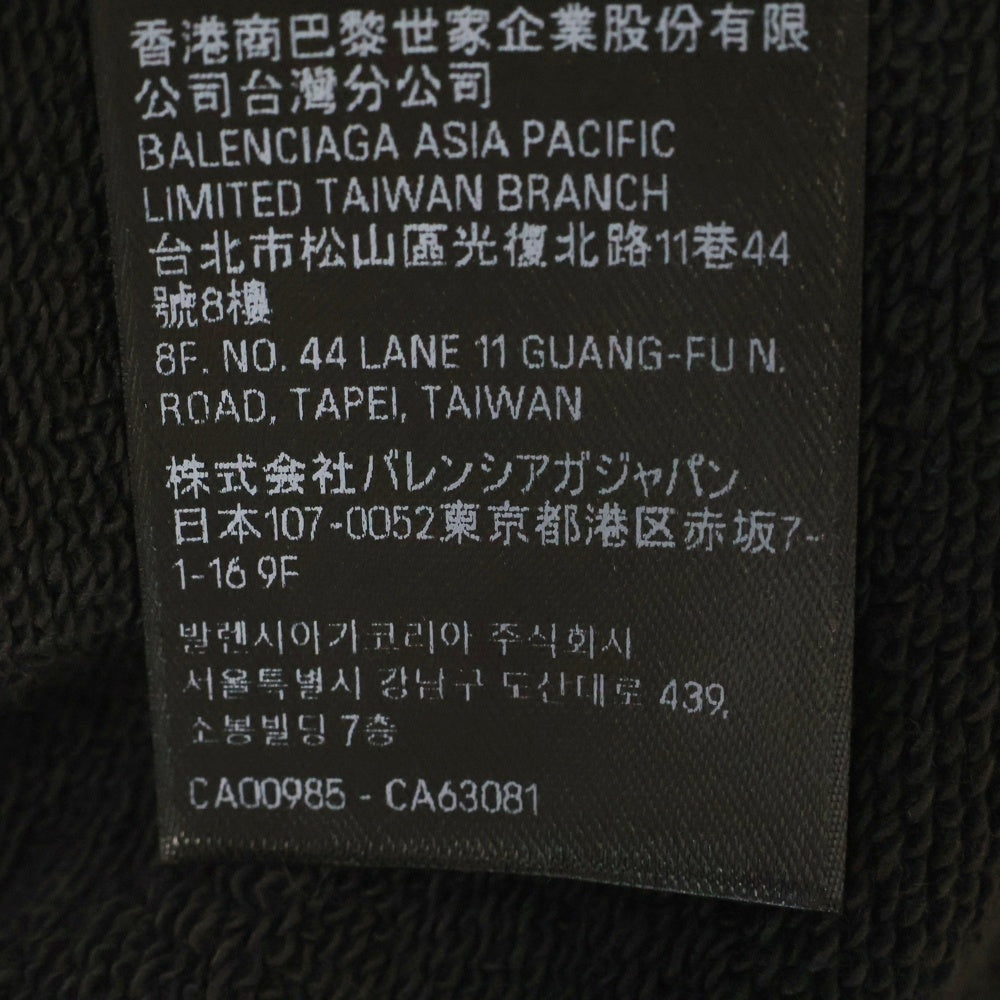 香港商巴黎世家企業股份有限
公司台灣分公司
BALENCIAGA ASIA PACIFIC
LIMITED TAIWAN BRANCH
台北市松山區光復北路11巷44
號8樓
8F. NO. 44 LANE 11 GUANG-FU N.
ROAD, TAPEI, TAIWAN
株式会社バレンシアガジャパン
日本107-0052東京都港区赤坂7-
1-16 9F
발렌시아가코리아 주식회사
서울특별시 강남구 도산대로 439,
소봉빌딩 7층
CA00985 - CA63081